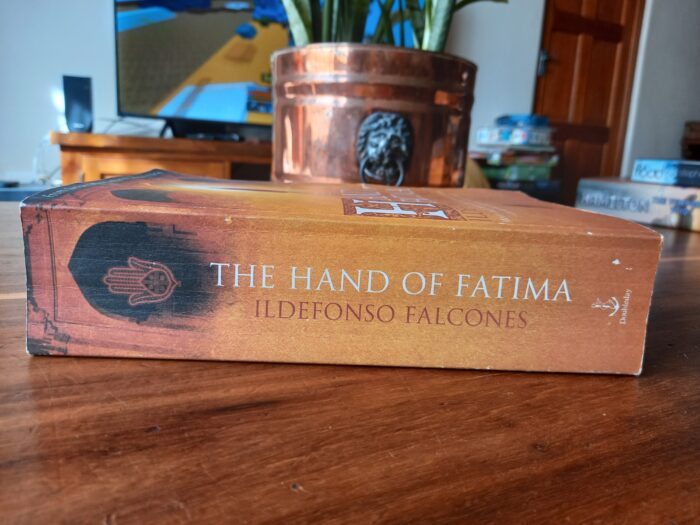 THE HAND OF FATIMA
ILDEFONSO FALCONES
Doubleday